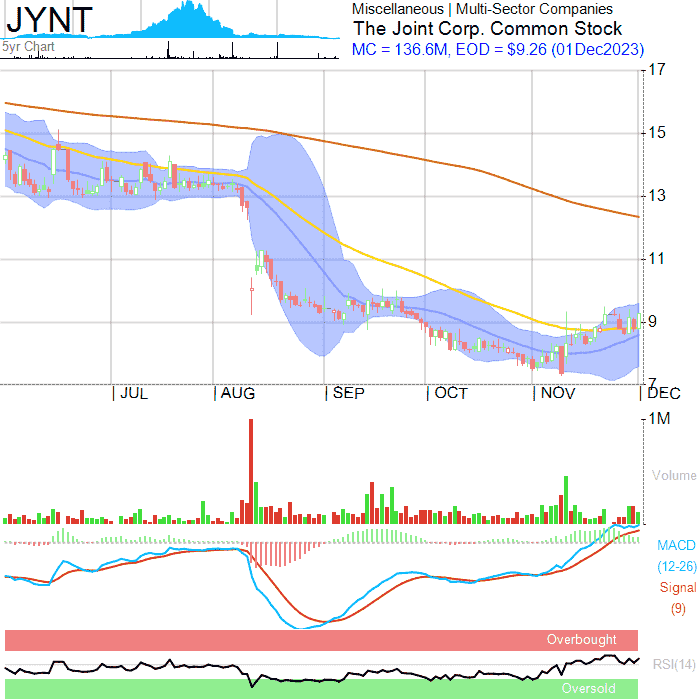 JYNT
5yr Chart
Miscellaneous | Multi-Sector Companies
The Joint Corp. Common Stock
MC = 136.6M, EOD = $9.26 (01Dec2023)
17
15
13
11
9
7
JUL AUG SEP OCT NOV DEC
1M
Volume
MACD
(12-26)
Signal
(9)
Overbought
RSI(14)
Oversold